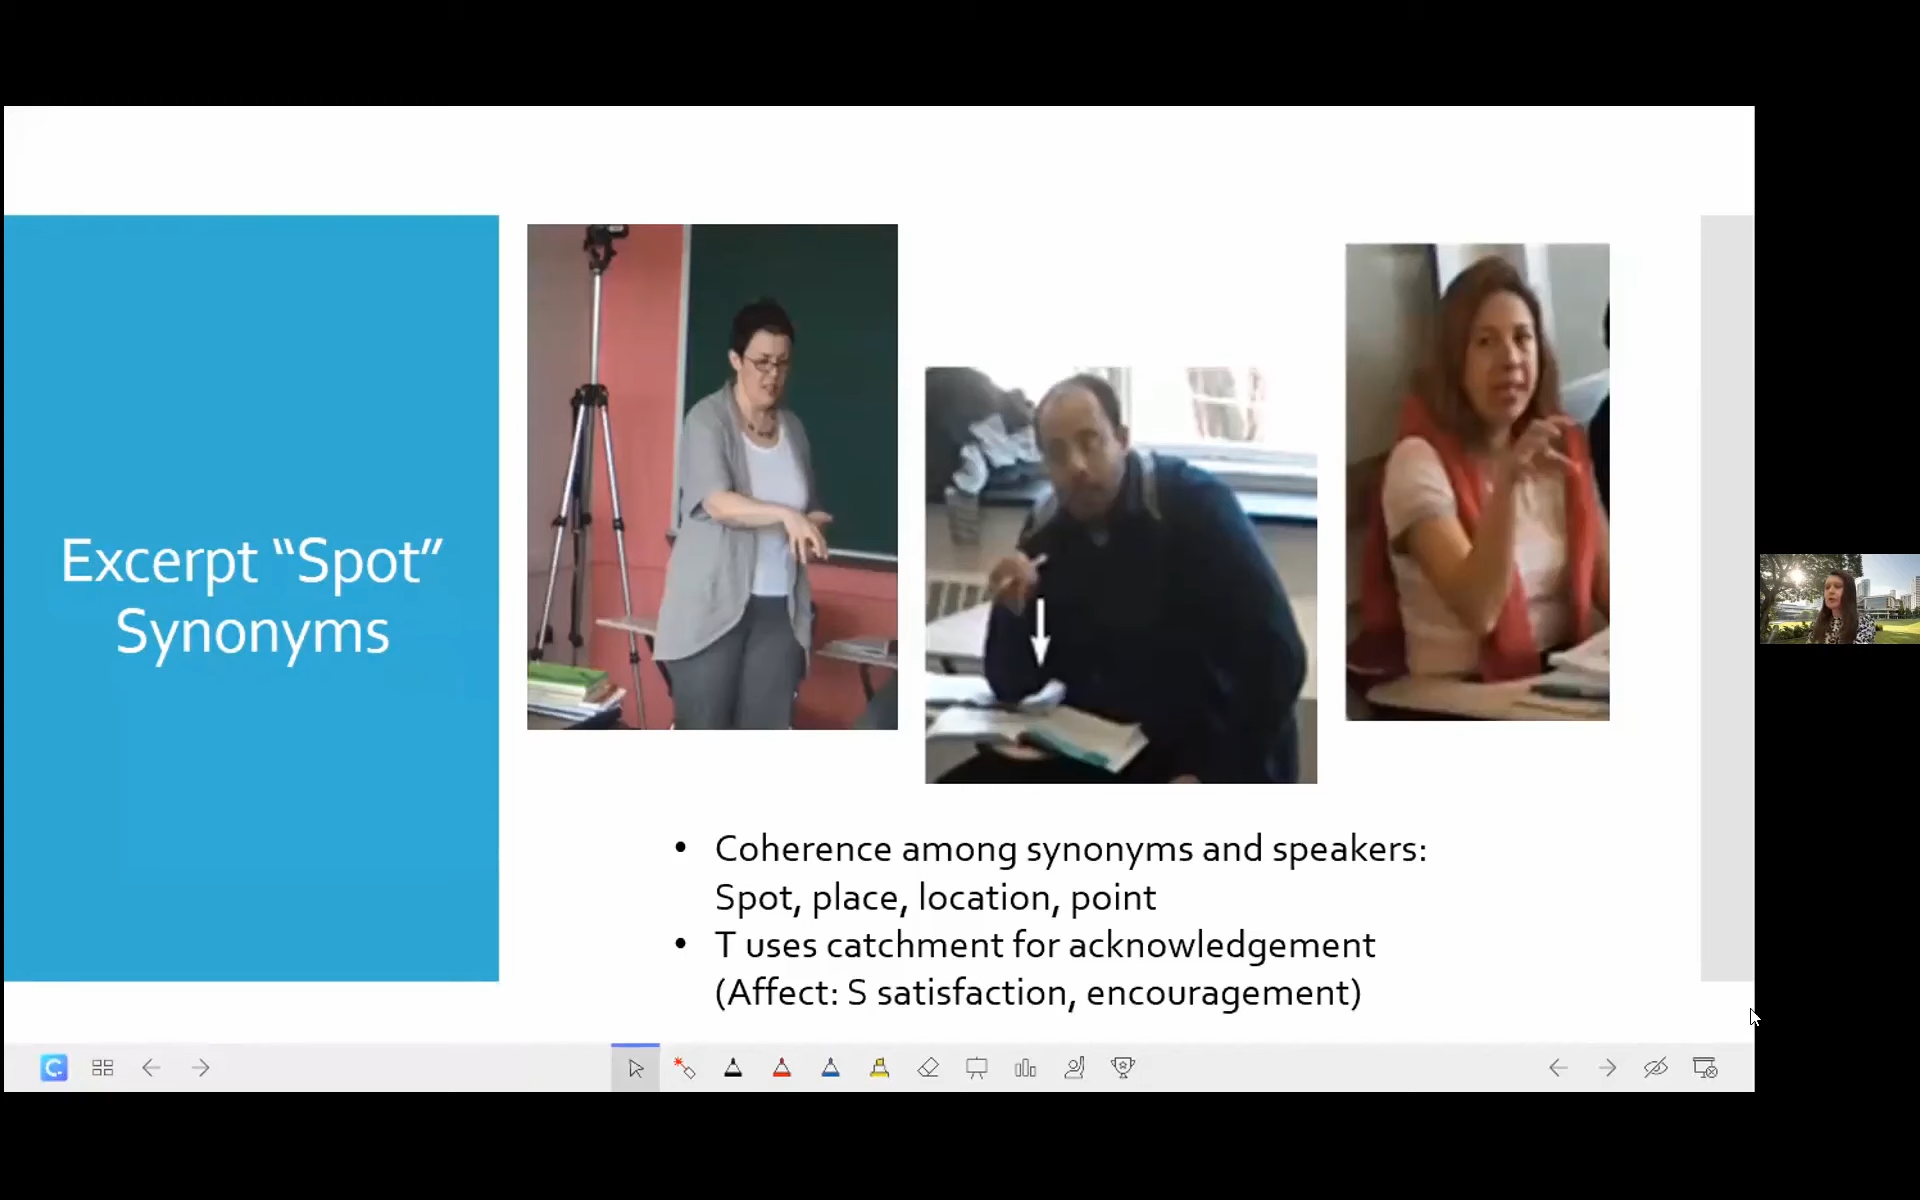 Excerpt “Spot”
Synonyms
• Coherence among synonyms and speakers:
Spot, place, location, point
• T uses catchment for acknowledgement
(Affect: S satisfaction, encouragement)